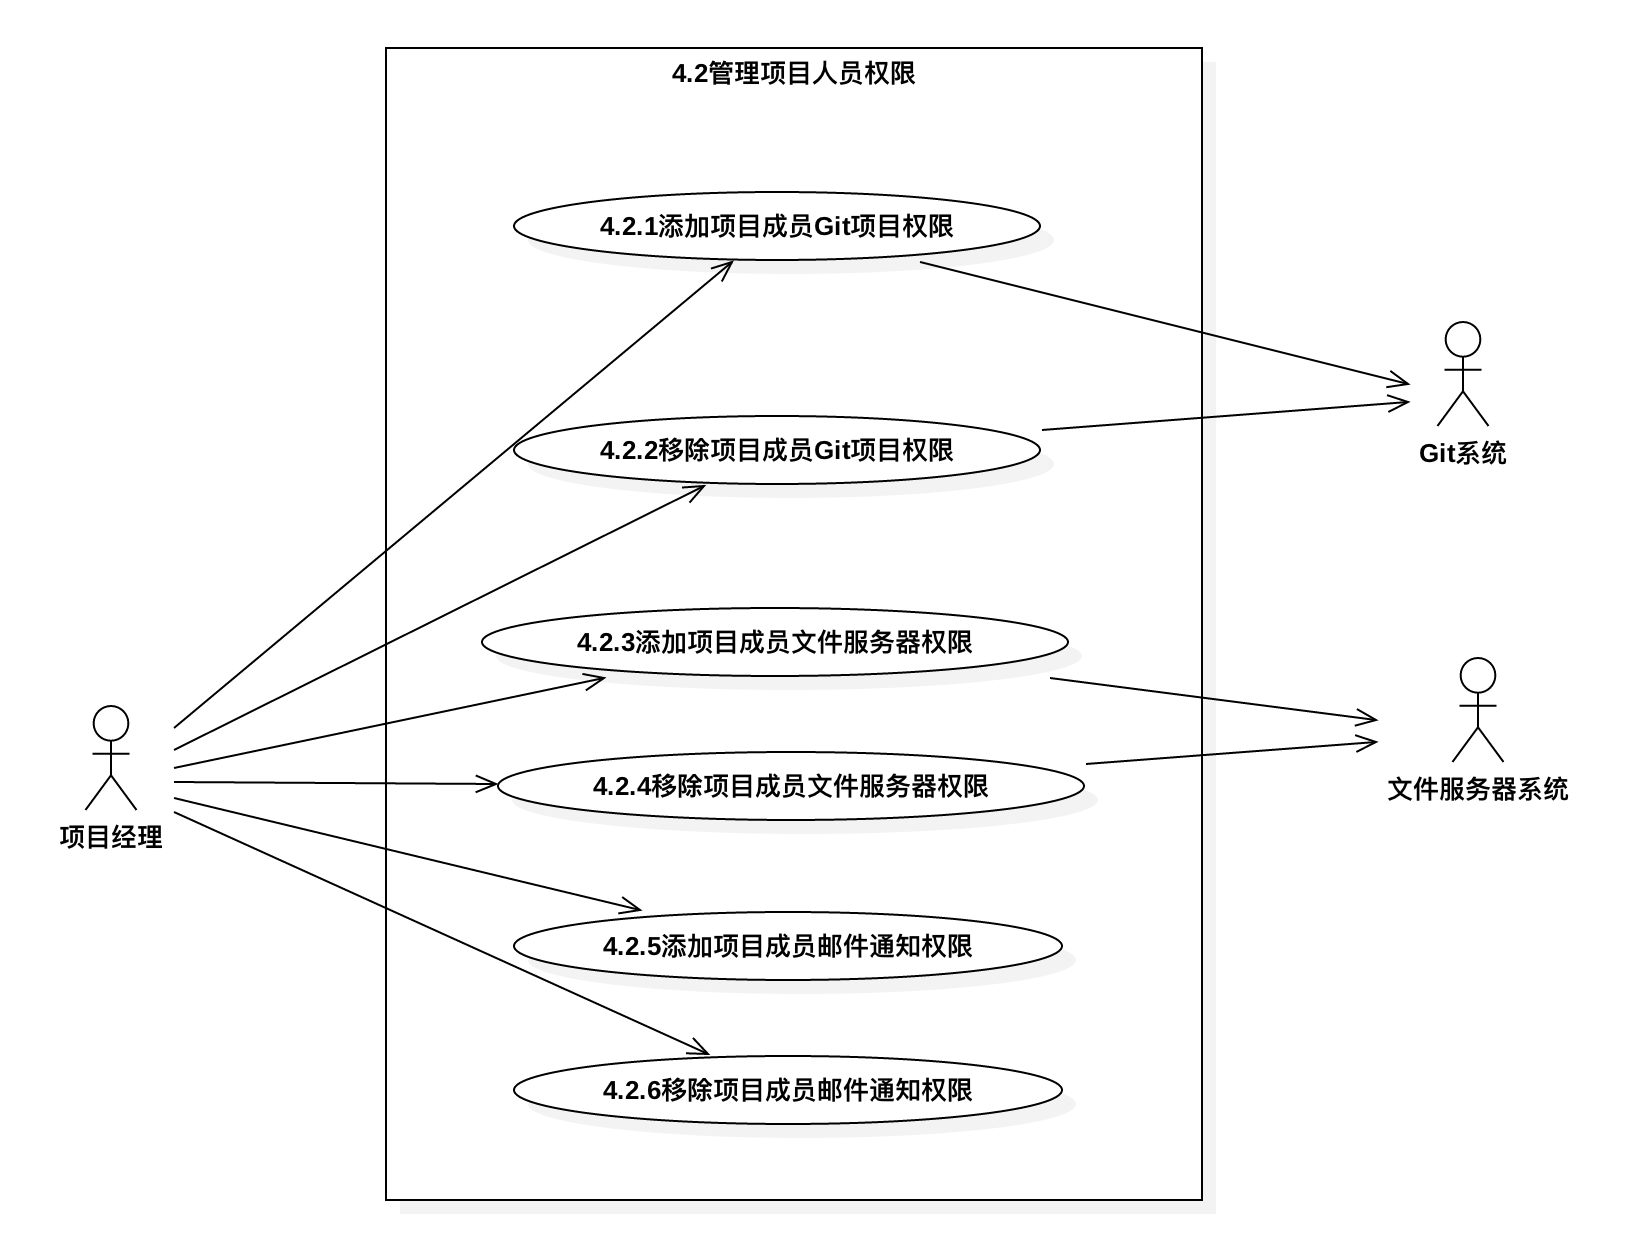 4.2管理项目人员权限
4.2.1添加项目成员Git项目权限
4.2.2移除项目成员Git项目权限
Git系统
4.2.3添加项目成员文件服务器权限
4.2.4移除项目成员文件服务器权限
文件服务器系统
项目经理
4.2.5添加项目成员邮件通知权限
4.2.6移除项目成员邮件通知权限